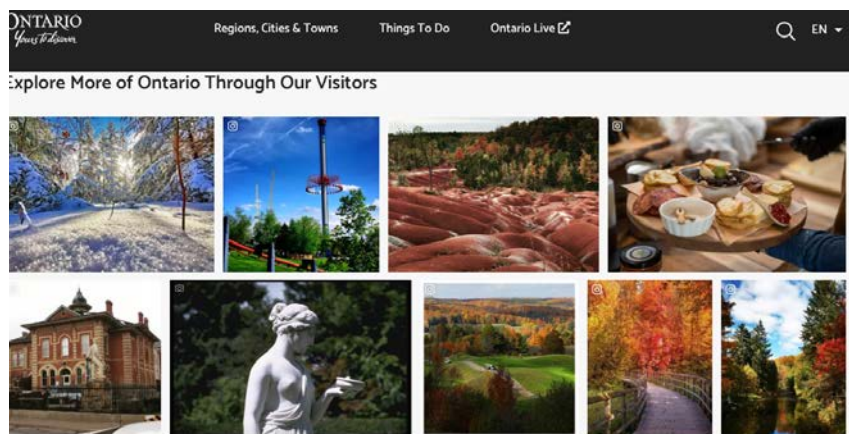 ONTARIO
Yours to discover
Regions, Cities & Towns
Things To Do
Ontario Live
EN
Explore More of Ontario Through Our Visitors